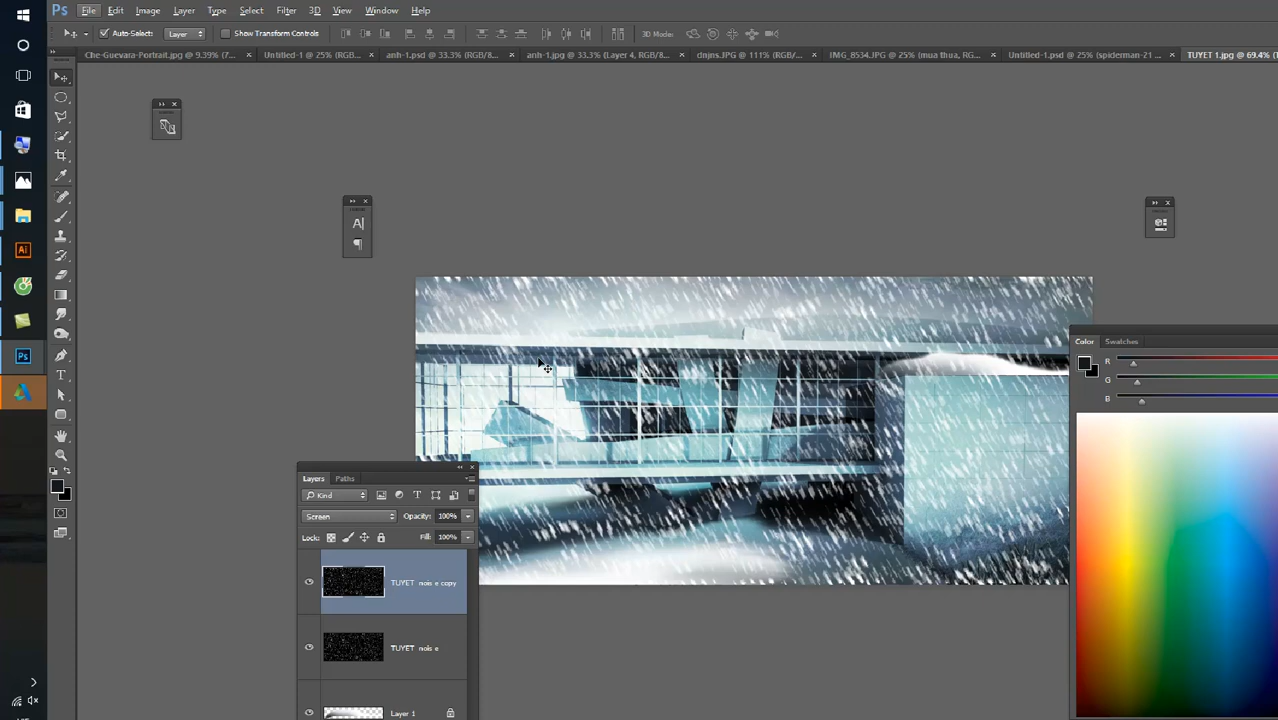 Ps File Edit Image Layer Type Select Filter 3D View Window Help
Auto-Select: Layer Show Transform Controls 3D Mode:
Che-Guevara-Portrait.jpg @ 9.39% (7... × Untitled-1 @ 25% (RGB... × anh-1.psd @ 33.3% (RGB/8... × anh-1.jpg @ 33.3% (Layer 4, RGB/8... × dnjns.JPG @ 111% (RGB/... × IMG_8534.JPG @ 25% (mua thua, RG... × Untitled-1.psd @ 25% (spiderman-21 ... × TUYET 1.jpg @ 69.4% (T
A|
Ai
Ps
T
Color Swatches
R
G
B
Layers Paths
Kind T
Screen Opacity: 100%
Lock: Fill: 100%
TUYET nois e copy
TUYET nois e
Layer 1